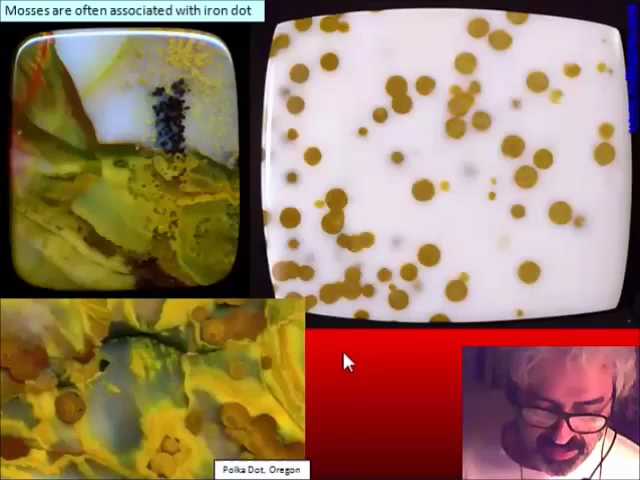 Mosses are often associated with iron dot
Polka Dot, Oregon